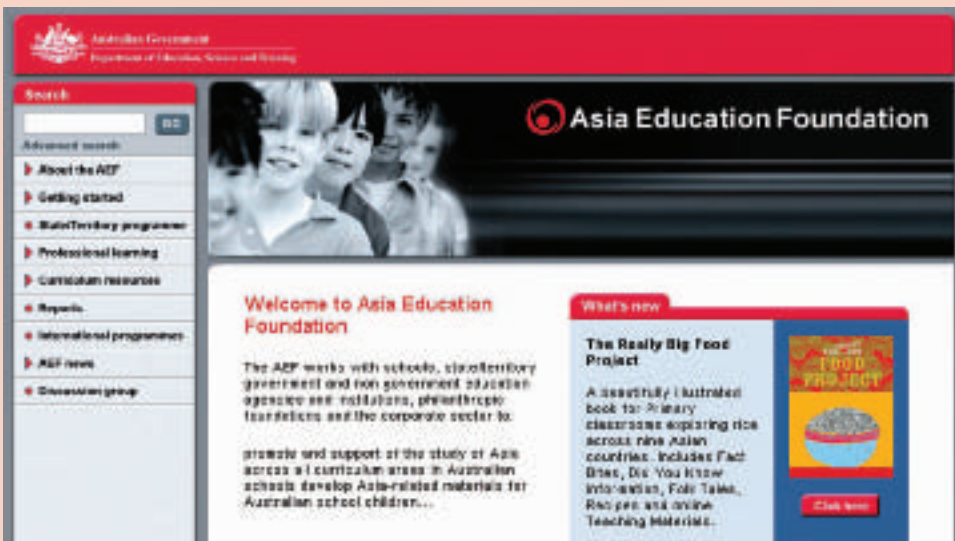 Australian Government
Department of Education, Science and Training
Search
GO
Advanced search
About the AEF
Getting started
State/Territory programme
Professional learning
Curriculum resources
Reports
International programmes
AEF news
Discussion group
Asia Education Foundation
Welcome to Asia Education
Foundation
The AEF works with schools, state/territory
government and non government education
agencies and institutions, philanthropic
foundations and the corporate sector to:
promote and support of the study of Asia
across all curriculum areas in Australian
schools develop Asia-related materials for
Australian school children...
What's new
The Really Big Food
Project
A beautifully illustrated
book for Primary
classrooms exploring rice
across nine Asian
countries. Includes Fact
Bites, Did You Know
Information, Folk Tales,
Recipes and online
Teaching Materials.
FOOD
PROJECT
Click here